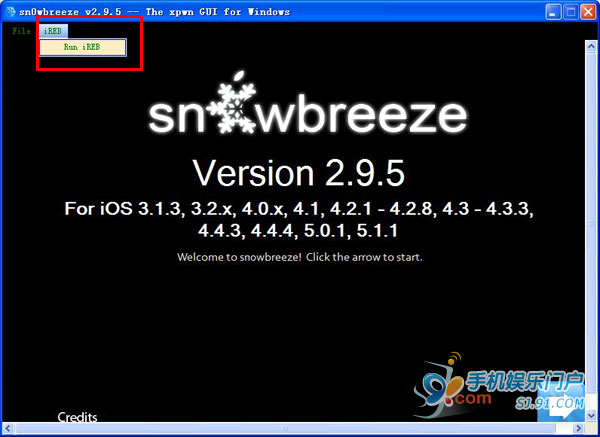 sn0wbreeze v2.9.5 -- The xpwn GUI for Windows
File iREB
Run iREB
snwbreeze
Version 2.9.5
For iOS 3.1.3, 3.2.x, 4.0.x, 4.1, 4.2.1 - 4.2.8, 4.3 - 4.3.3,
4.4.3, 4.4.4, 5.0.1, 5.1.1
Welcome to snowbreeze! Click the arrow to start.
手机娱乐门户
91.com
SJ.91.COM
Credits